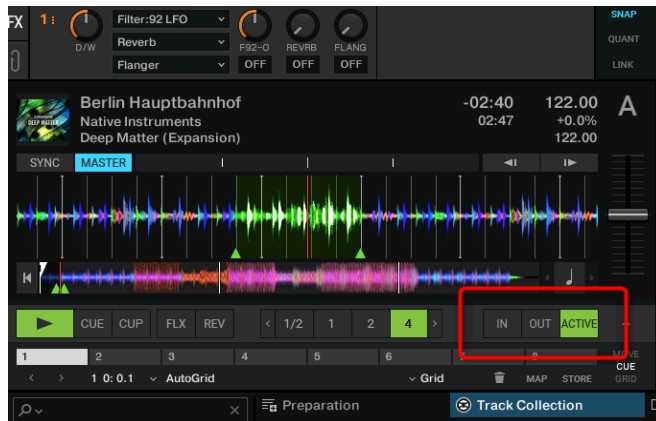 FX 1 Filter:92 LFO SNAP
Reverb QUANT
D/W Flanger F92-O REVRB FLANG
OFF OFF OFF LINK
DEEP MATTER
Berlin Hauptbahnhof -02:40 122.00 A
Native Instruments 02:47 +0.0%
Deep Matter (Expansion) 122.00
SYNC MASTER
CUE CUP FLX REV < 1/2 1 2 4 > IN OUT ACTIVE
1 2 3 4 5 6 7 8 MOVE
CUE
< > 1 0:0.1 AutoGrid Grid MAP STORE GRID
Preparation Track Collection